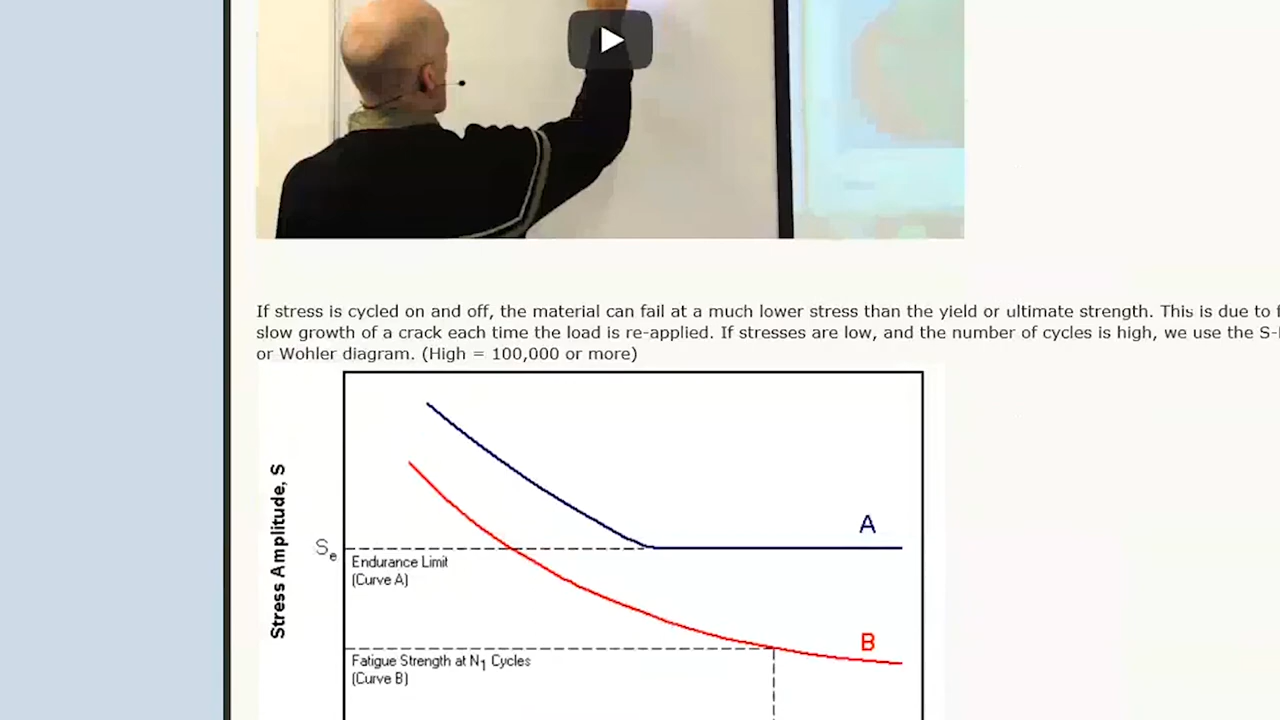 If stress is cycled on and off, the material can fail at a much lower stress than the yield or ultimate strength. This is due to
slow growth of a crack each time the load is re-applied. If stresses are low, and the number of cycles is high, we use the
or Wohler diagram. (High = 100,000 or more)
Stress Amplitude, S
A
Se
Endurance Limit
(Curve A)
B
Fatigue Strength at N1 Cycles
(Curve B)